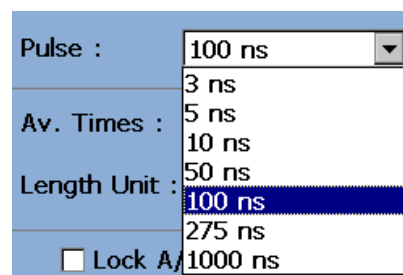 Pulse : 100 ns
3 ns
Av. Times : 5 ns
10 ns
Length Unit : 50 ns
100 ns
275 ns
Lock A/ 1000 ns